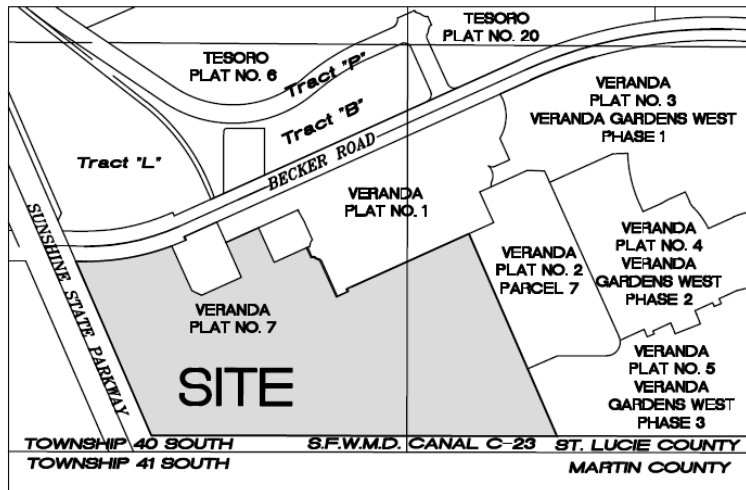 TESORO
PLAT NO. 20
TESORO
PLAT NO. 6
Tract "P"
Tract "B"
Tract "L"
BECKER ROAD
VERANDA
PLAT NO. 3
VERANDA GARDENS WEST
PHASE 1
VERANDA
PLAT NO. 1
SUNSHINE STATE PARKWAY
VERANDA
PLAT NO. 2
PARCEL 7
VERANDA
PLAT NO. 4
VERANDA
GARDENS WEST
PHASE 2
VERANDA
PLAT NO. 7
SITE
VERANDA
PLAT NO. 5
VERANDA
GARDENS WEST
PHASE 3
TOWNSHIP 40 SOUTH
S.F.W.M.D. CANAL C-23
ST. LUCIE COUNTY
TOWNSHIP 41 SOUTH
MARTIN COUNTY